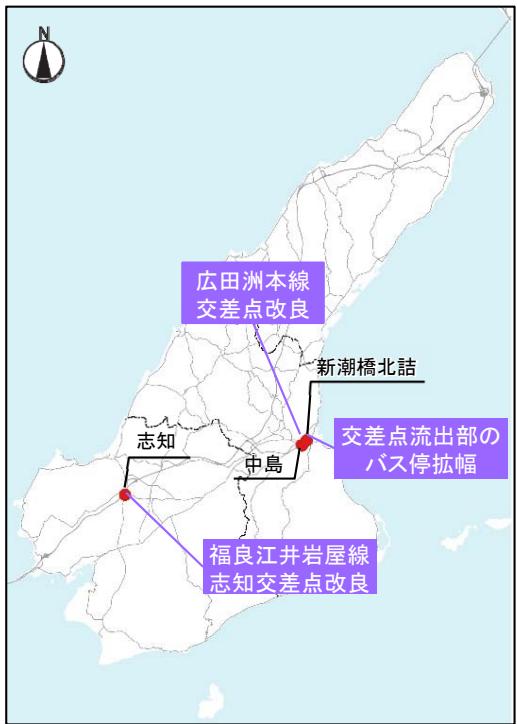 N
広田洲本線
交差点改良
新潮橋北詰
交差点流出部の
バス停拡幅
志知
中島
福良江井岩屋線
志知交差点改良